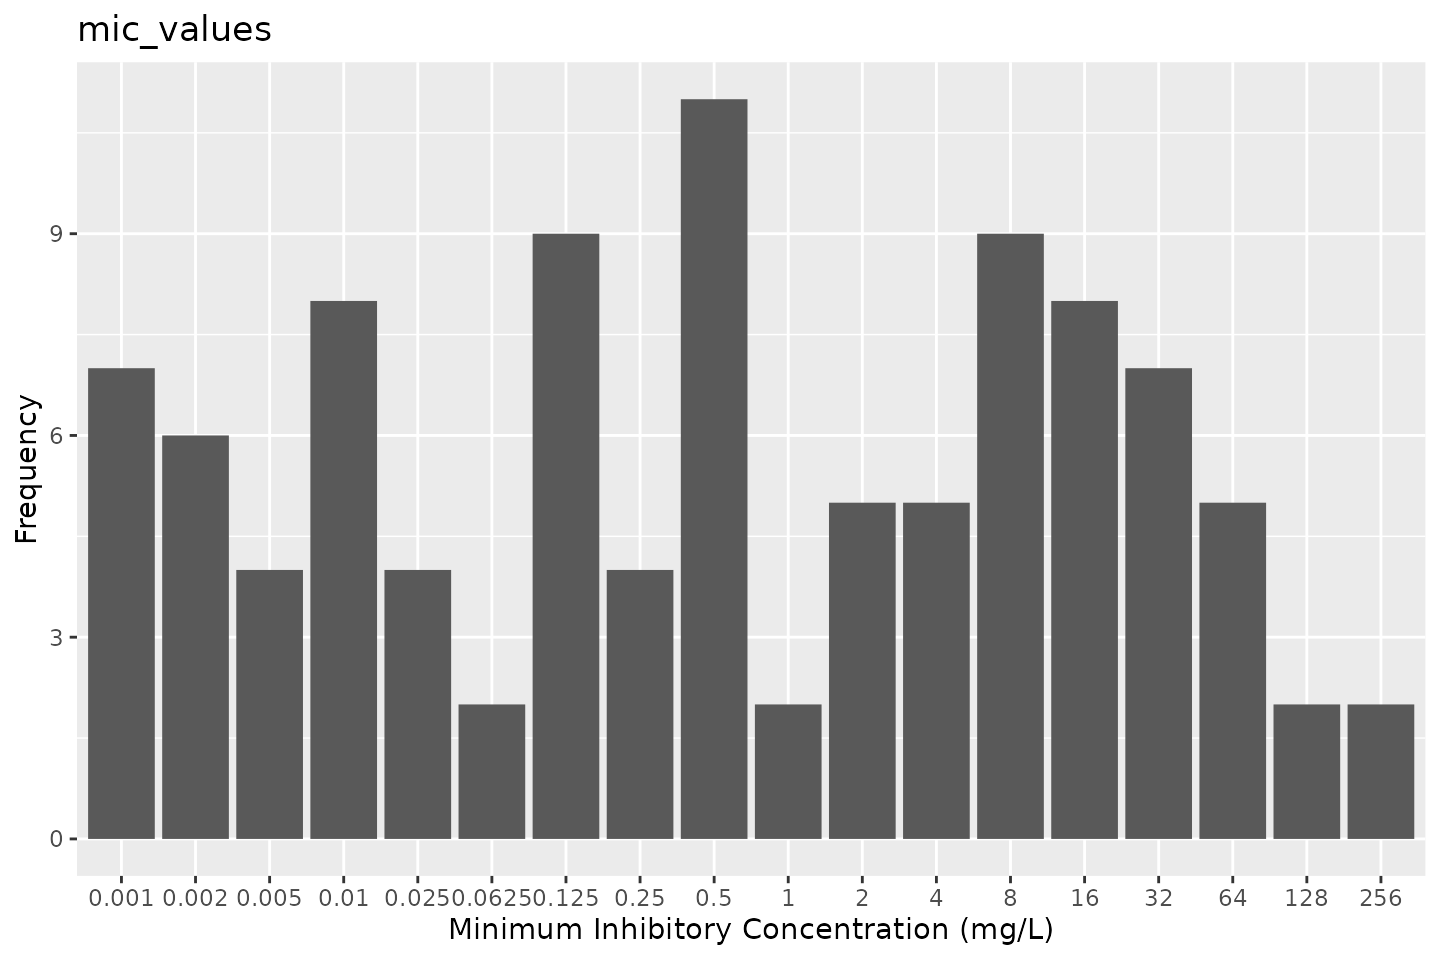 mic_values
Frequency
9
6
3
0
0.001 0.002 0.005 0.01 0.025 0.0625 0.125 0.25 0.5 1 2 4 8 16 32 64 128 256
Minimum Inhibitory Concentration (mg/L)